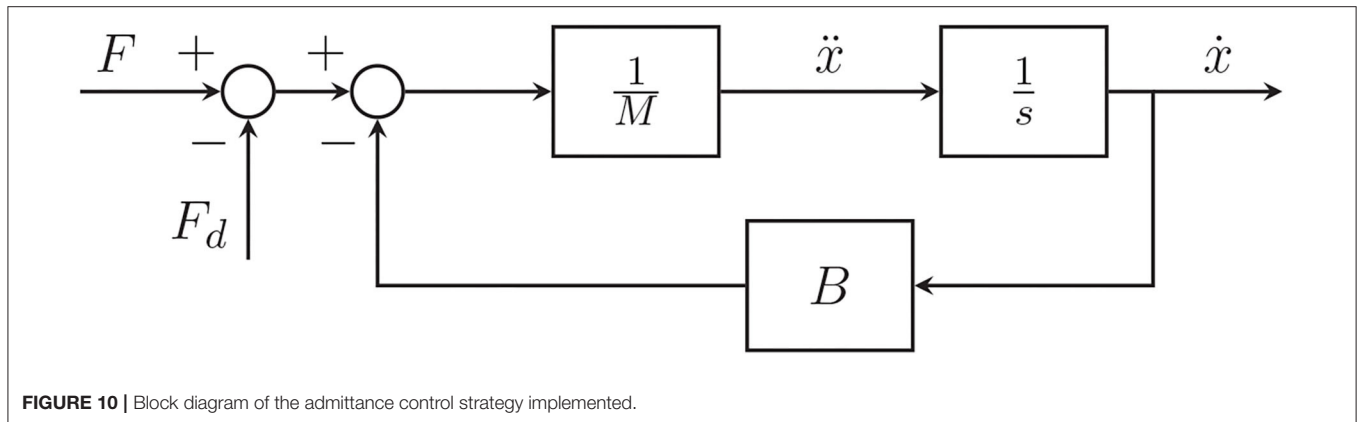 F + + 1/M ẍ 1/s ẋ
− −
F_d
B
FIGURE 10 | Block diagram of the admittance control strategy implemented.